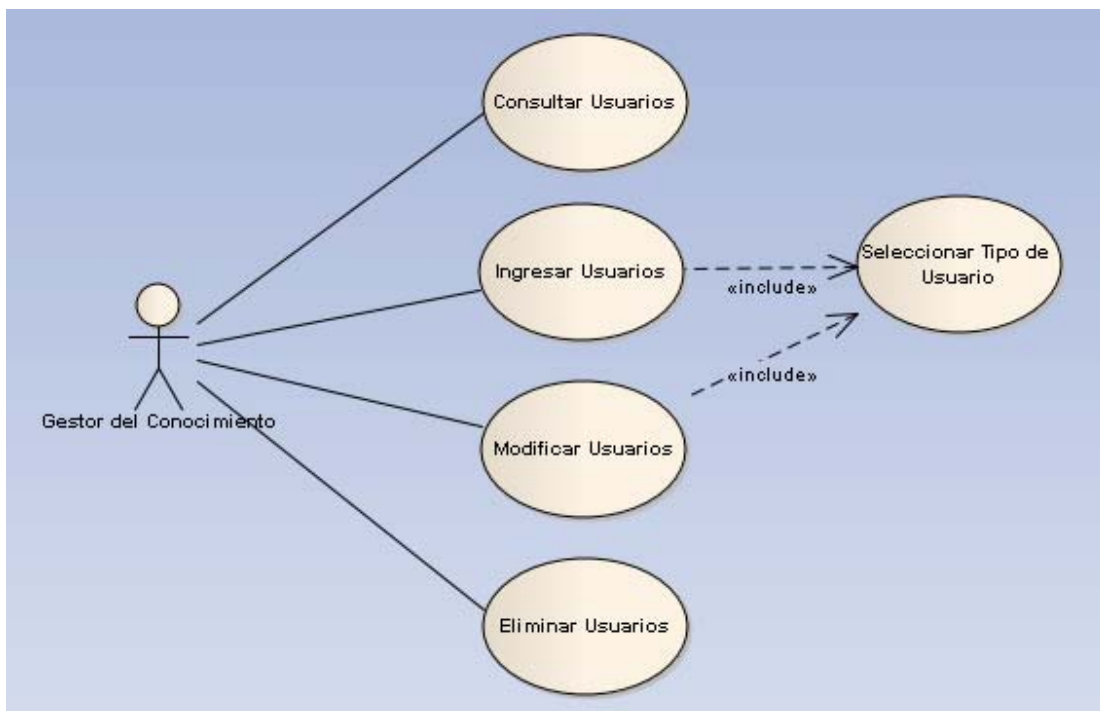 Consultar Usuarios
Ingresar Usuarios
«include»
Seleccionar Tipo de
Usuario
«include»
Gestor del Conocimiento
Modificar Usuarios
Eliminar Usuarios